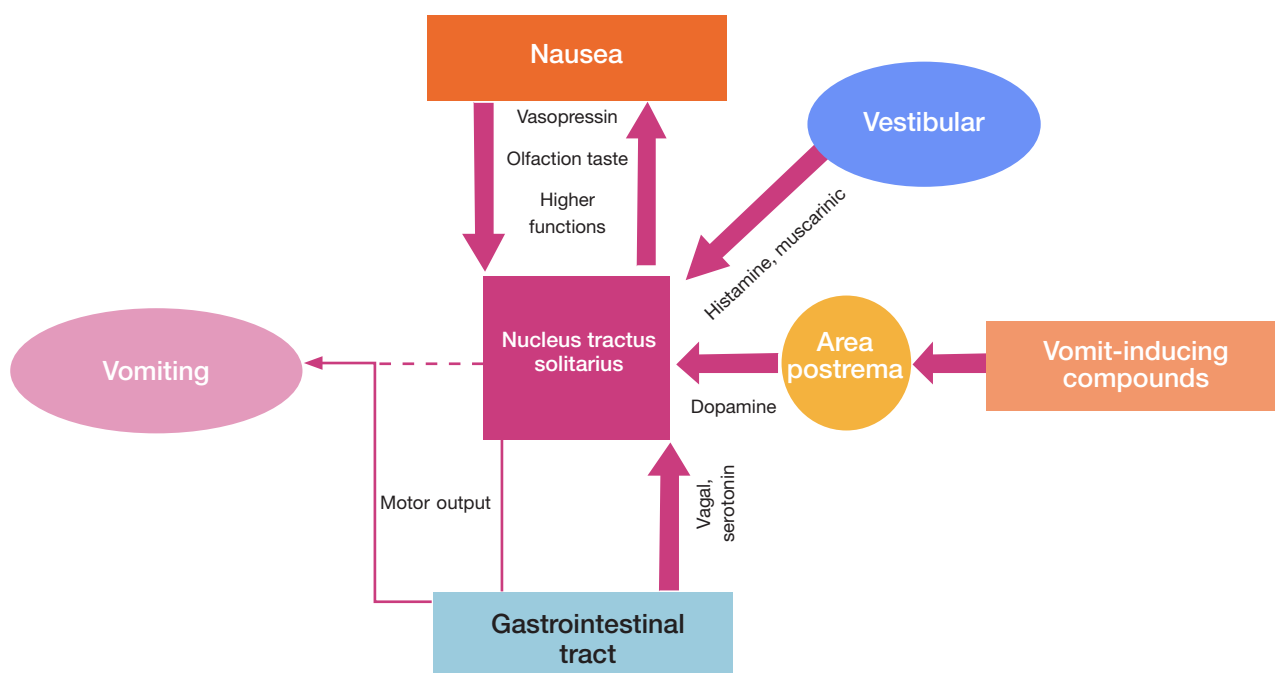 Nausea
Vasopressin
Olfaction taste
Higher
functions
Vestibular
Histamine, muscarinic
Nucleus tractus
solitarius
Vomiting
Area
postrema
Vomit-inducing
compounds
Dopamine
Motor output
Vagal,
serotonin
Gastrointestinal
tract